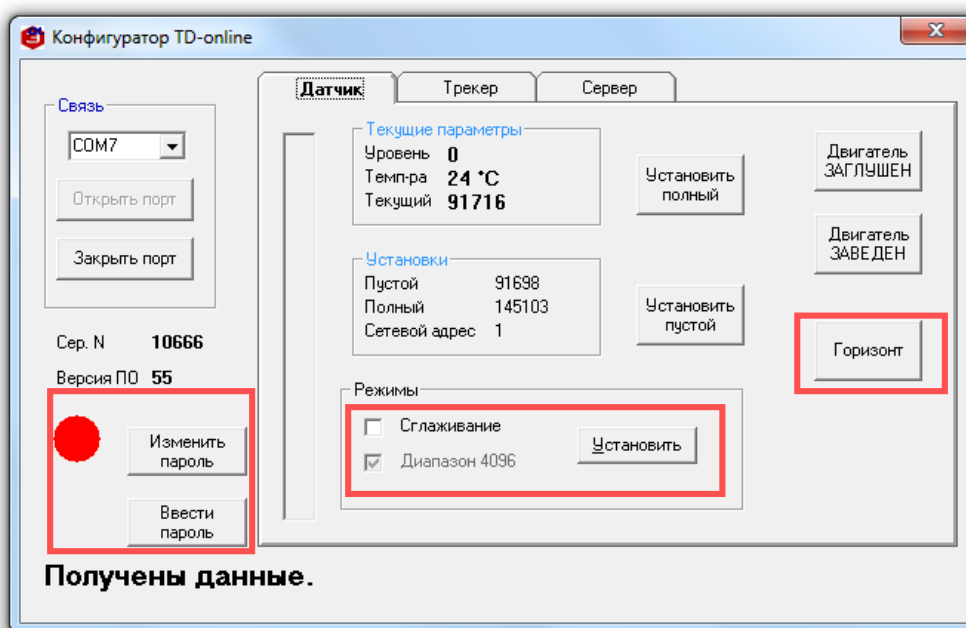 Конфигуратор TD-online
Связь
COM7
Открыть порт
Закрыть порт
Сер. N 10666
Версия ПО 55
Изменить
пароль
Ввести
пароль
Датчик Трекер Сервер
Текущие параметры
Уровень 0
Темп-ра 24 °C
Текущий 91716
Установить
полный
Установки
Пустой 91698
Полный 145103
Сетевой адрес 1
Установить
пустой
Режимы
Сглаживание
Диапазон 4096
Установить
Двигатель
ЗАГЛУШЕН
Двигатель
ЗАВЕДЕН
Горизонт
Получены данные.